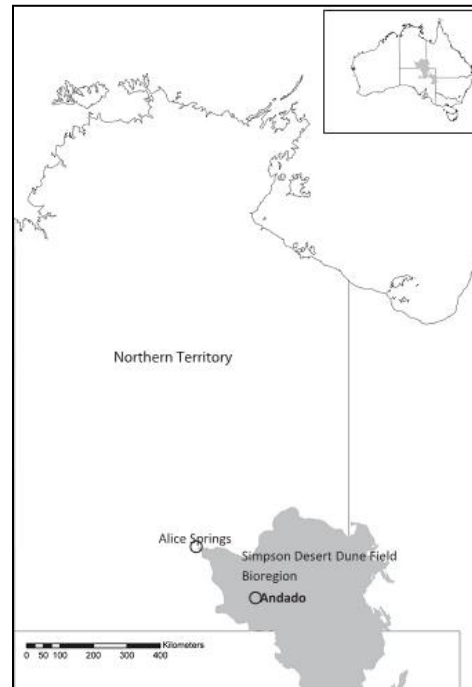 Northern Territory
Alice Springs
Simpson Desert Dune Field
Bioregion
Andado
Kilometers
0 50 100 200 300 400